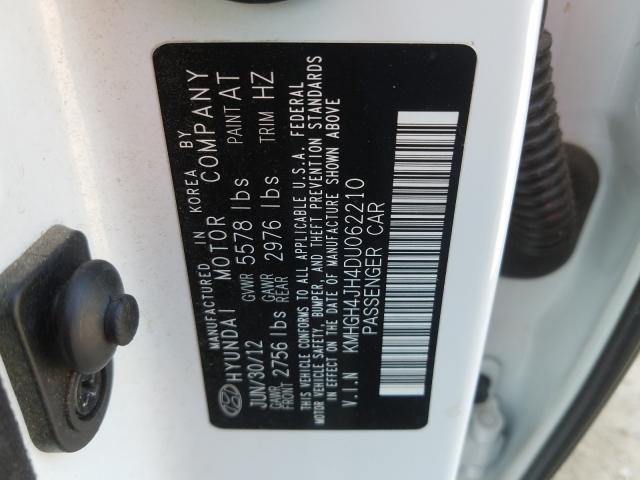 MANUFACTURED IN KOREA BY
HYUNDAI MOTOR COMPANY
JUN/30/12 GVWR 5578 lbs PAINT AT
GAWR FRONT 2756 lbs GAWR REAR 2976 lbs TRIM HZ
THIS VEHICLE CONFORMS TO ALL APPLICABLE U.S.A. FEDERAL
MOTOR VEHICLE SAFETY, BUMPER, AND THEFT PREVENTION STANDARDS
IN EFFECT ON THE DATE OF MANUFACTURE SHOWN ABOVE
V.I.N KMHGH4JH4DU062210
PASSENGER CAR